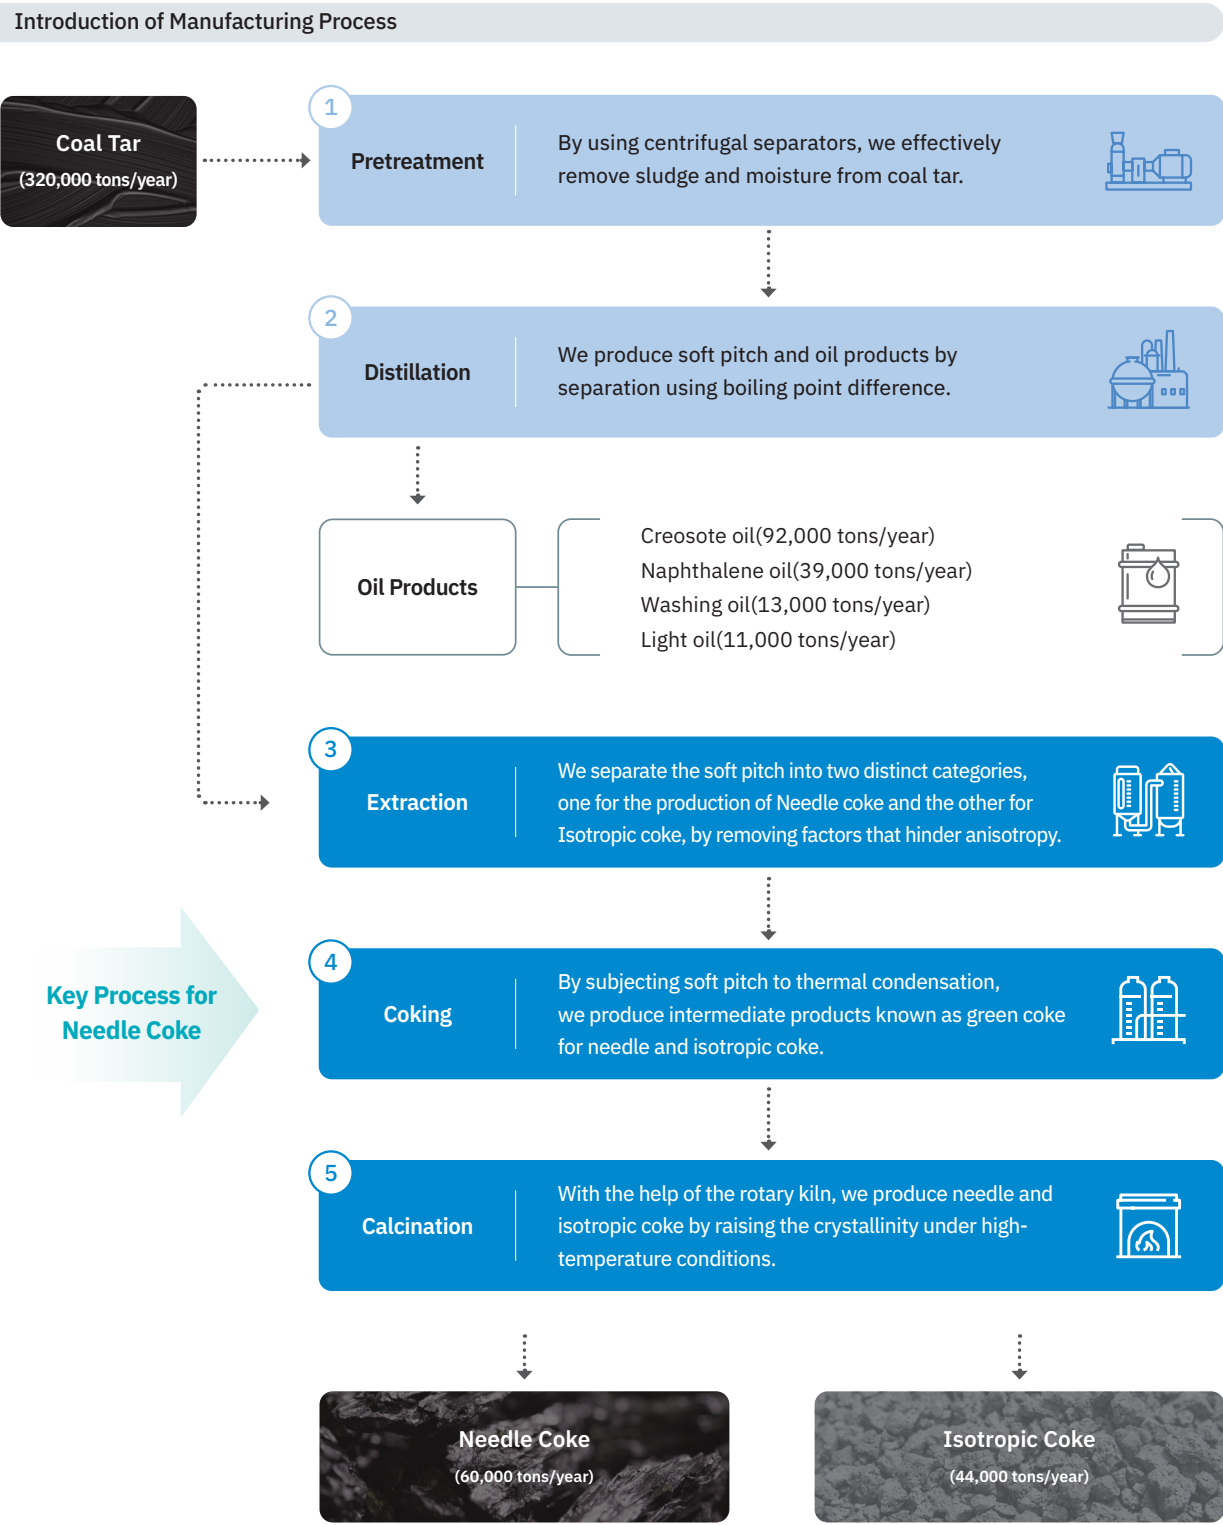 Introduction of Manufacturing Process
Coal Tar
(320,000 tons/year)
1
Pretreatment
By using centrifugal separators, we effectively
remove sludge and moisture from coal tar.
2
Distillation
We produce soft pitch and oil products by
separation using boiling point difference.
Oil Products
Creosote oil(92,000 tons/year)
Naphthalene oil(39,000 tons/year)
Washing oil(13,000 tons/year)
Light oil(11,000 tons/year)
3
Extraction
We separate the soft pitch into two distinct categories,
one for the production of Needle coke and the other for
Isotropic coke, by removing factors that hinder anisotropy.
Key Process for
Needle Coke
4
Coking
By subjecting soft pitch to thermal condensation,
we produce intermediate products known as green coke
for needle and isotropic coke.
5
Calcination
With the help of the rotary kiln, we produce needle and
isotropic coke by raising the crystallinity under high-
temperature conditions.
Needle Coke
(60,000 tons/year)
Isotropic Coke
(44,000 tons/year)